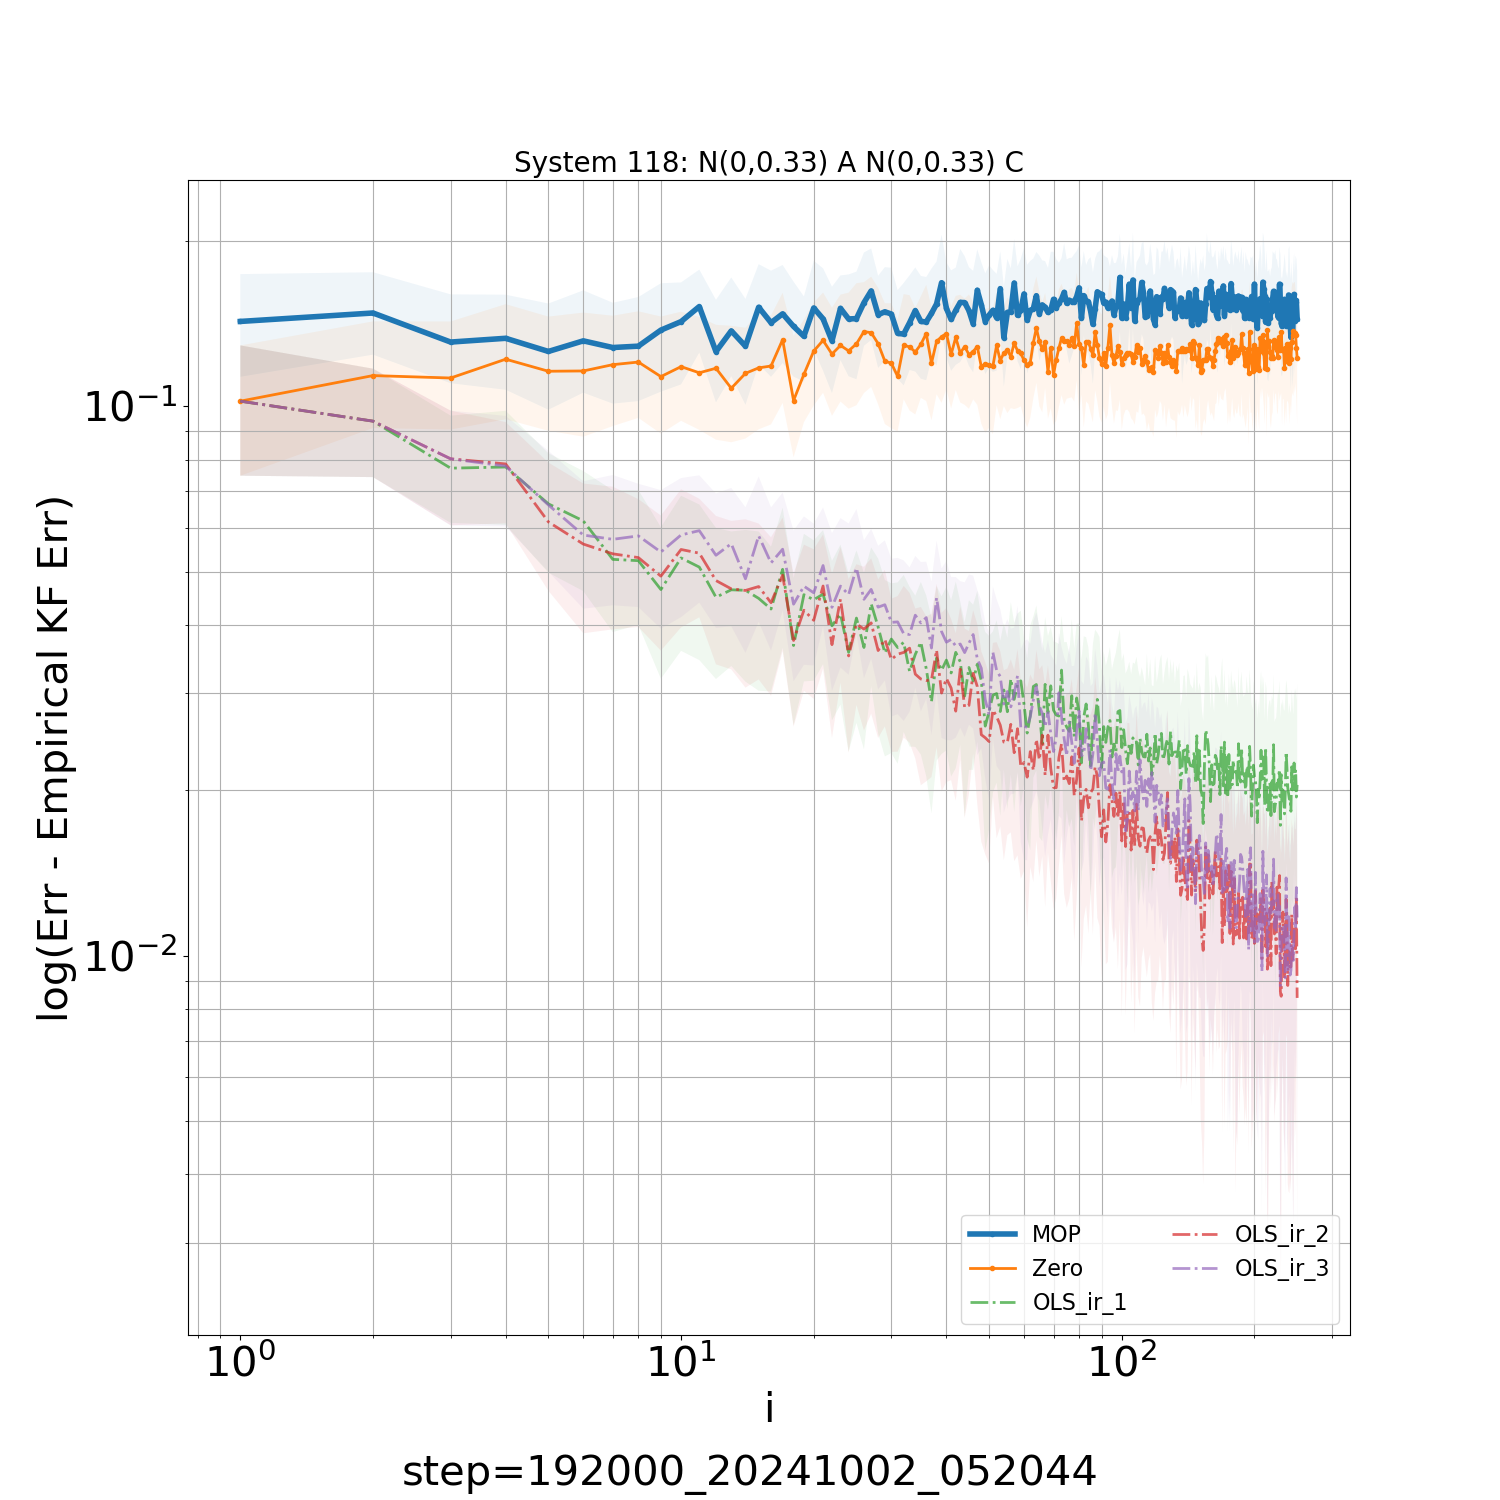 System 118: N(0,0.33) A N(0,0.33) C
log(Err - Empirical KF Err)
10⁻¹
10⁻²
MOP
Zero
OLS_ir_1
OLS_ir_2
OLS_ir_3
10⁰
10¹
10²
i
step=192000_20241002_052044